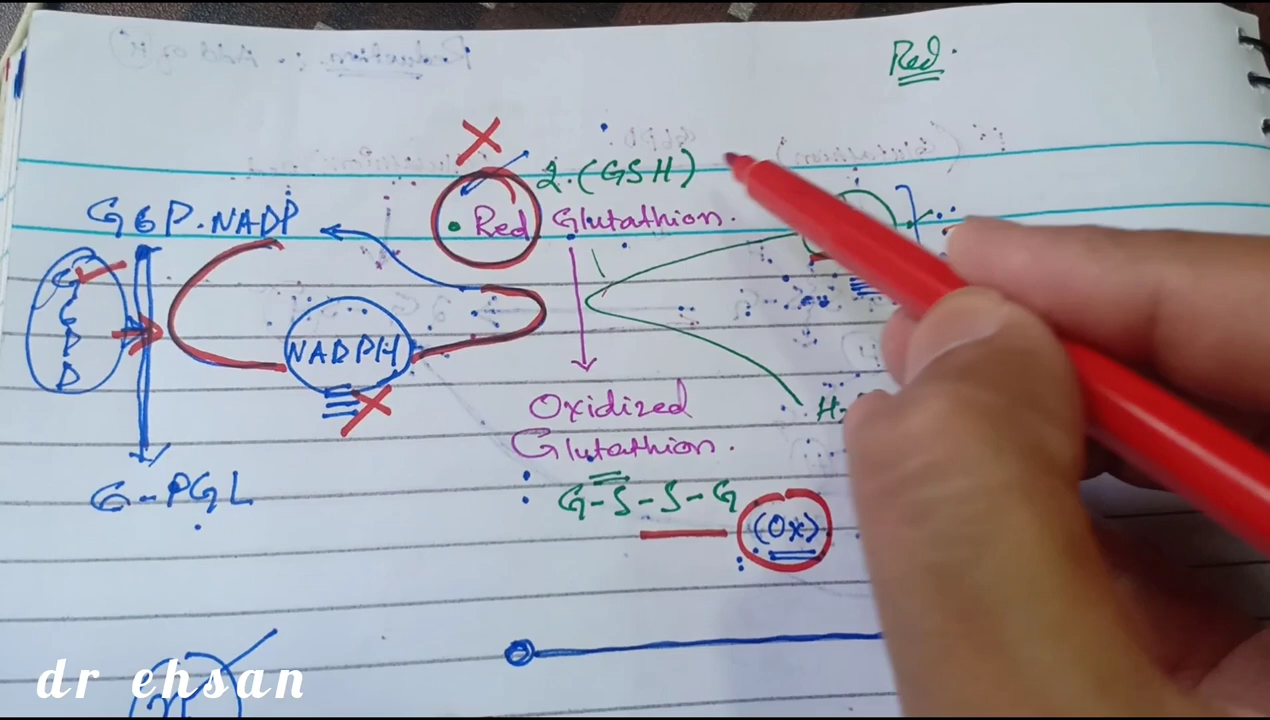 Red.
2.(GSH)
G6P.NADP
Red Glutathion.
G6PD
NADPH
Oxidized
Glutathion.
G-PGL
G-S-S-G
(Ox)
dr ehsan